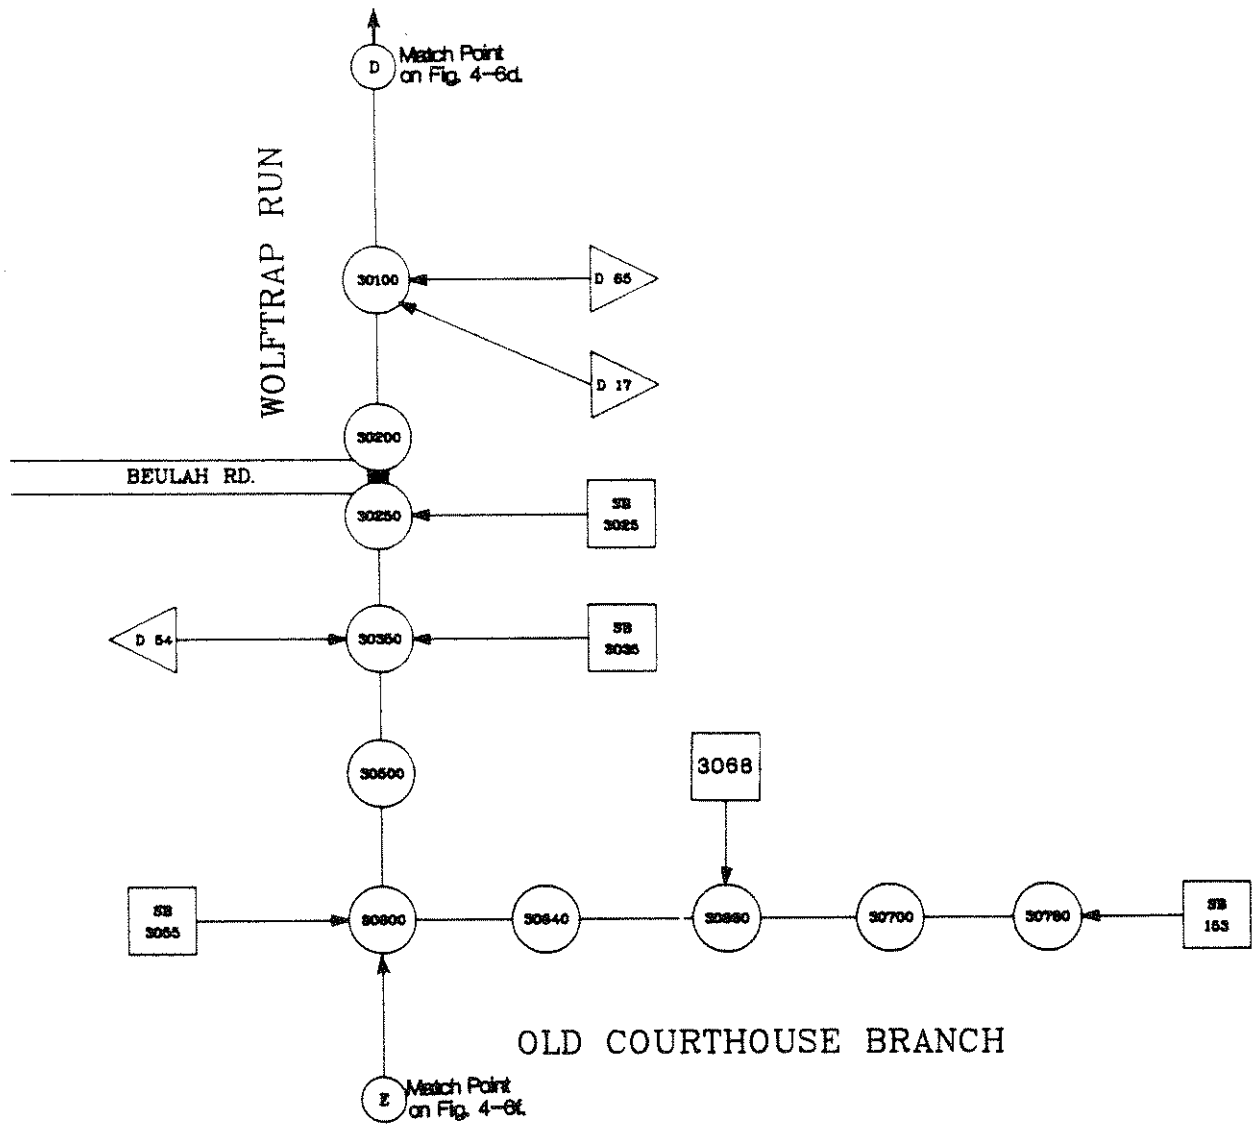 D
Match Point
on Fig. 4-6d.
WOLFTRAP RUN
30100
D 65
D 17
30200
BEULAH RD.
30250
SB
3025
D 54
30350
SB
3035
30500
3068
SB
3055
30600
30640
30700
SB
153
OLD COURTHOUSE BRANCH
E
Match Point
on Fig. 4-6f.